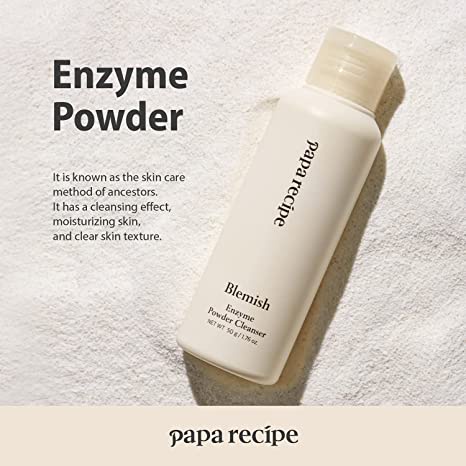 Enzyme
Powder
It is known as the skin care
method of ancestors.
It has a cleansing effect,
moisturizing skin,
and clear skin texture.
papa recipe
Blemish
Enzyme
Powder Cleanser
NET WT. 50 g / 1.76 oz.
papa recipe